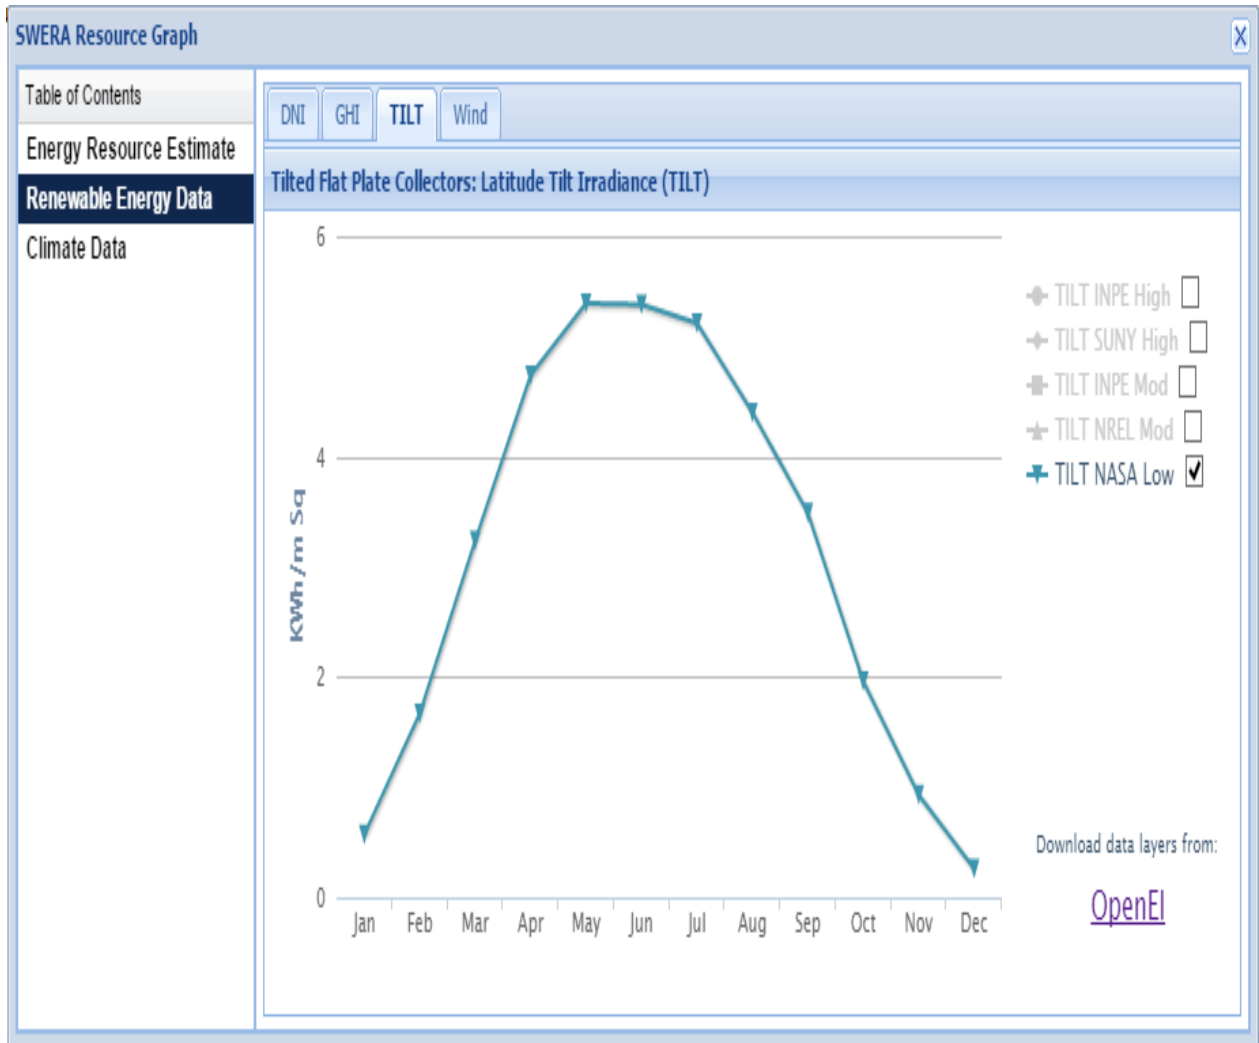 SWERA Resource Graph
Table of Contents
Energy Resource Estimate
Renewable Energy Data
Climate Data
DNI GHI TILT Wind
Tilted Flat Plate Collectors: Latitude Tilt Irradiance (TILT)
6
4
2
0
KWh/m Sq
Jan Feb Mar Apr May Jun Jul Aug Sep Oct Nov Dec
TILT INPE High
TILT SUNY High
TILT INPE Mod
TILT NREL Mod
TILT NASA Low
Download data layers from:
OpenEI